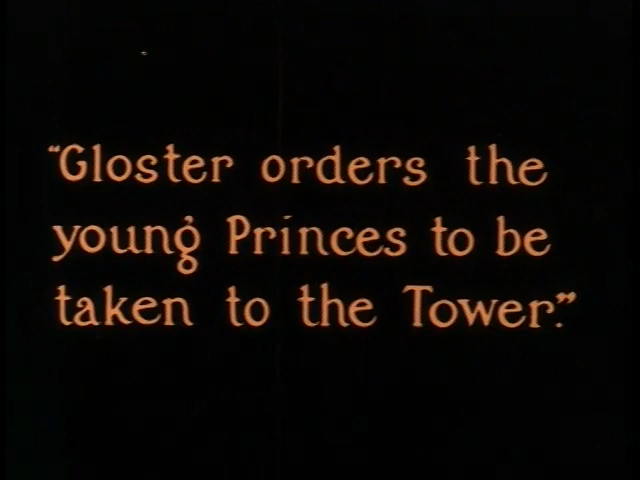 “Gloster orders the
young Princes to be
taken to the Tower.”